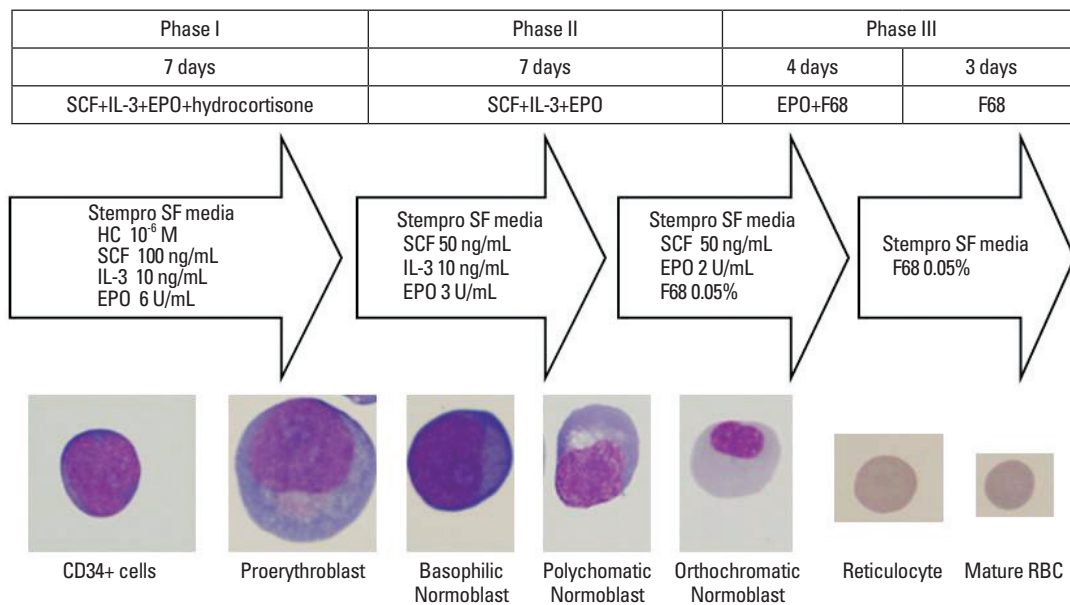 Phase I
Phase II
Phase III
7 days
7 days
4 days
3 days
SCF+IL-3+EPO+hydrocortisone
SCF+IL-3+EPO
EPO+F68
F68
Stempro SF media
HC 10⁻⁶ M
SCF 100 ng/mL
IL-3 10 ng/mL
EPO 6 U/mL
Stempro SF media
SCF 50 ng/mL
IL-3 10 ng/mL
EPO 3 U/mL
Stempro SF media
SCF 50 ng/mL
EPO 2 U/mL
F68 0.05%
Stempro SF media
F68 0.05%
CD34+ cells
Proerythroblast
Basophilic
Normoblast
Polychomatic
Normoblast
Orthochromatic
Normoblast
Reticulocyte
Mature RBC